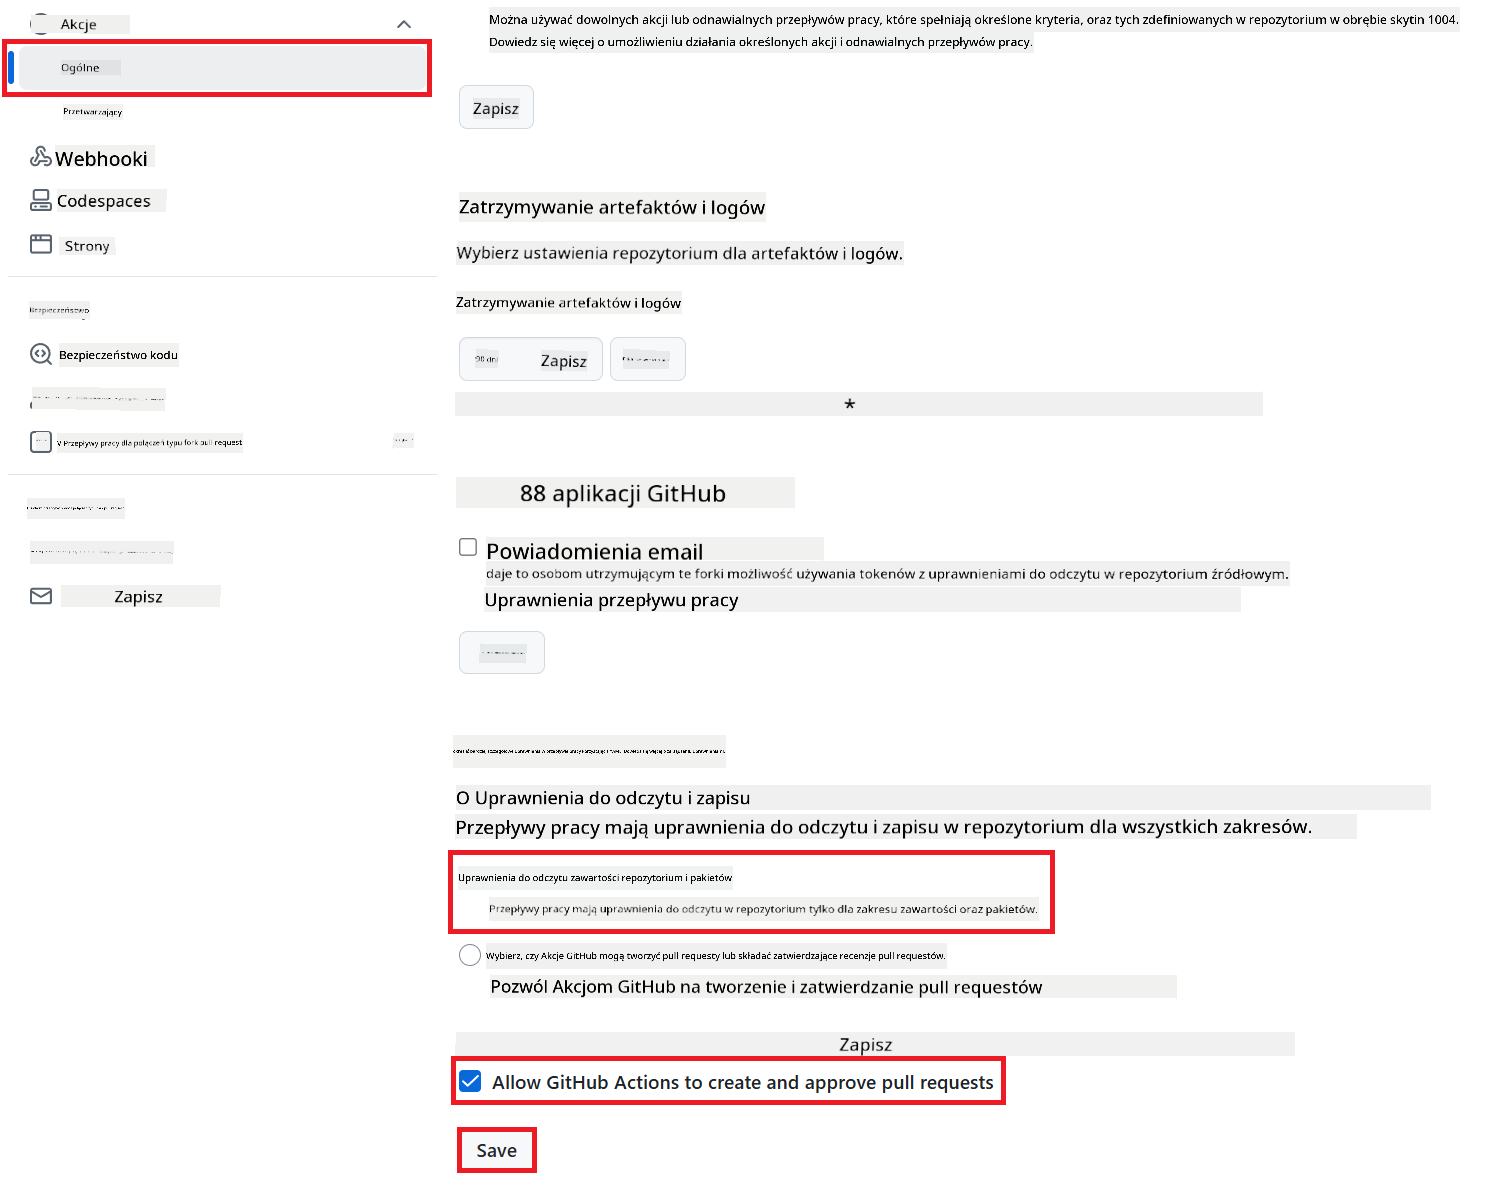 Akcje
Ogólne
Przetwarzający
Webhooki
Codespaces
Strony
Bezpieczeństwo
Bezpieczeństwo kodu
V Przepływy pracy dla połączeń typu fork pull request
Zapisz
Można używać dowolnych akcji lub odnawialnych przepływów pracy, które spełniają określone kryteria, oraz tych zdefiniowanych w repozytorium w obrębie skytin 1004.
Dowiedz się więcej o umożliwieniu działania określonych akcji i odnawialnych przepływów pracy.
Zapisz
Zatrzymywanie artefaktów i logów
Wybierz ustawienia repozytorium dla artefaktów i logów.
Zatrzymywanie artefaktów i logów
90 dni Zapisz
*
88 aplikacji GitHub
Powiadomienia email
daje to osobom utrzymującym te forki możliwość używania tokenów z uprawnieniami do odczytu w repozytorium źródłowym.
Uprawnienia przepływu pracy
O Uprawnienia do odczytu i zapisu
Przepływy pracy mają uprawnienia do odczytu i zapisu w repozytorium dla wszystkich zakresów.
Uprawnienia do odczytu zawartości repozytorium i pakietów
Przepływy pracy mają uprawnienia do odczytu w repozytorium tylko dla zakresu zawartości oraz pakietów.
Wybierz, czy Akcje GitHub mogą tworzyć pull requesty lub składać zatwierdzające recenzje pull requestów.
Pozwól Akcjom GitHub na tworzenie i zatwierdzanie pull requestów
Zapisz
Allow GitHub Actions to create and approve pull requests
Save